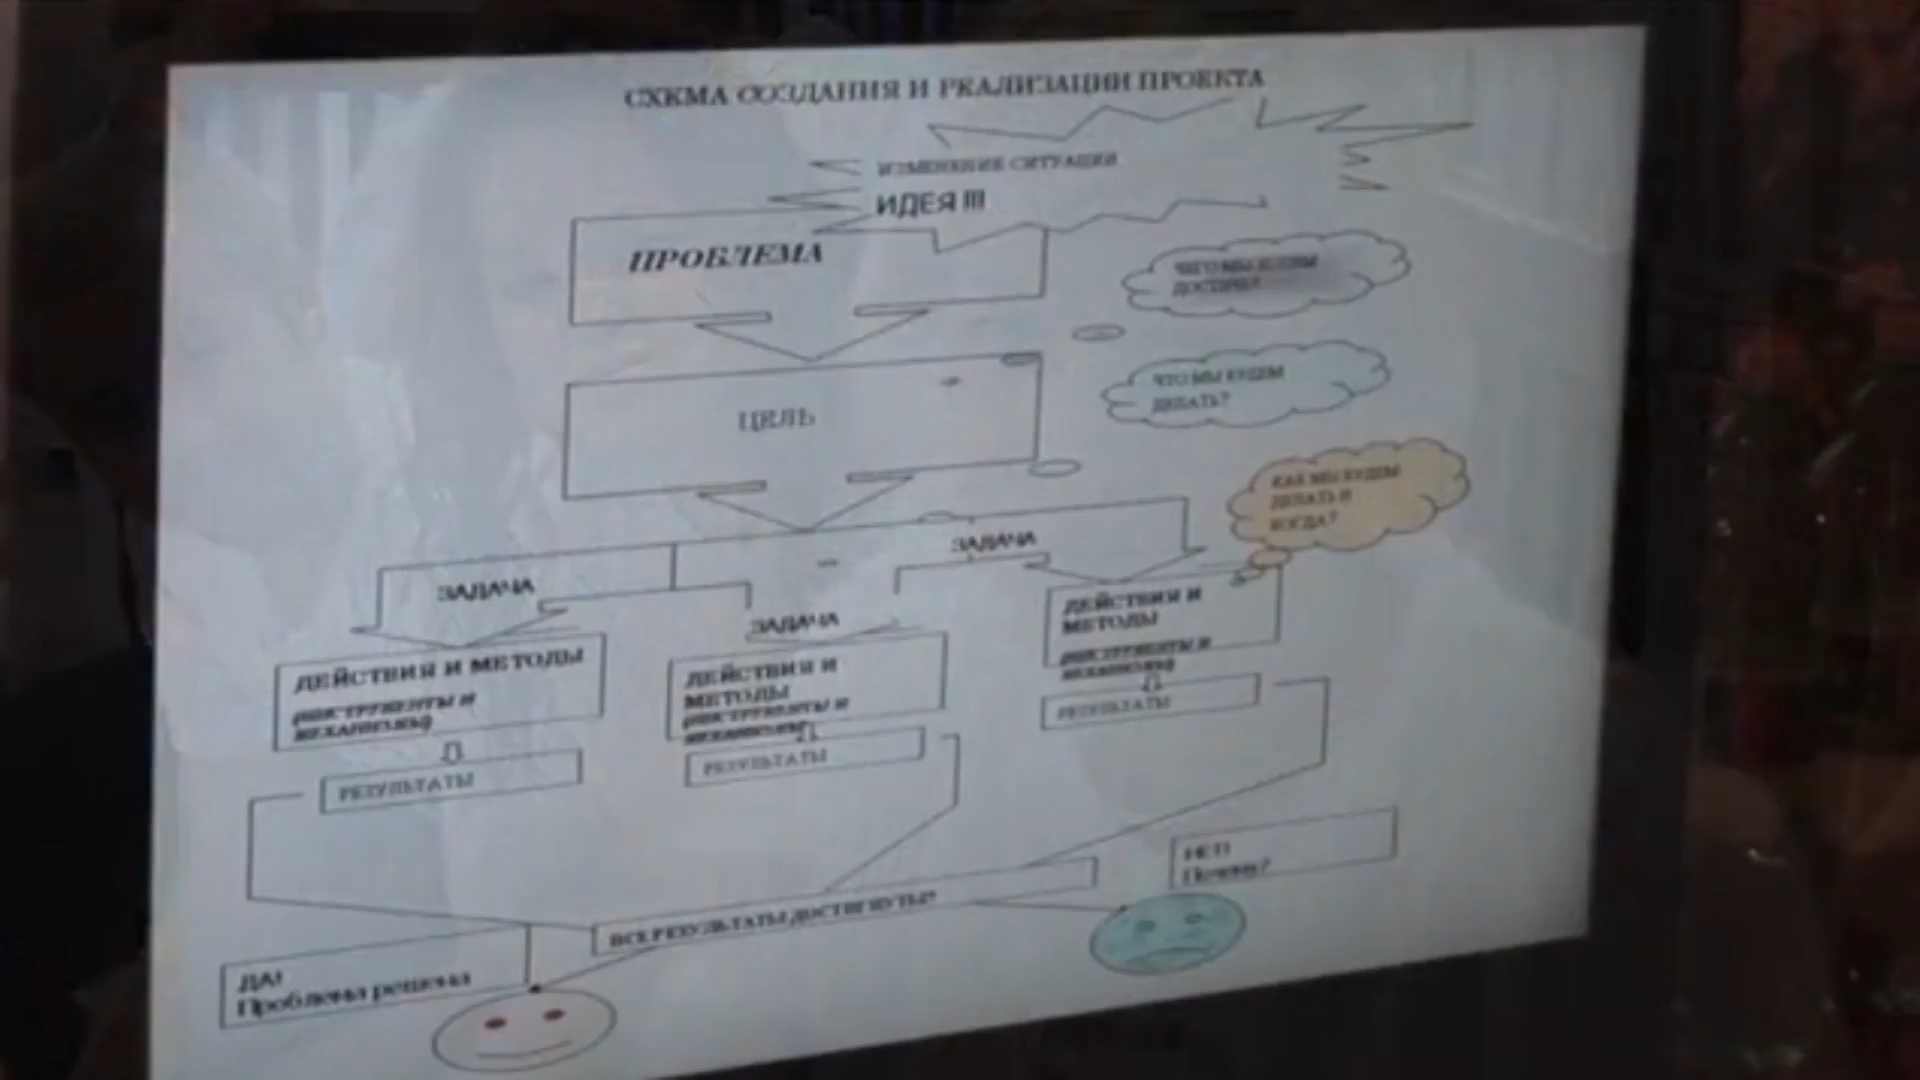 СХЕМА СОЗДАНИЯ И РЕАЛИЗАЦИИ ПРОЕКТА
ИЗМЕНЕНИЕ СИТУАЦИИ
ИДЕЯ !!!
ПРОБЛЕМА
ЧЕГО МЫ ХОТИМ
ДОСТИЧЬ?
ЧТО МЫ БУДЕМ
ДЕЛАТЬ?
ЦЕЛЬ
КАК МЫ БУДЕМ
ДЕЛАТЬ И
КОГДА?
ЗАДАЧА
ЗАДАЧА
ЗАДАЧА
ДЕЙСТВИЯ И МЕТОДЫ
(ИНСТРУМЕНТЫ И
МЕХАНИЗМЫ)
ДЕЙСТВИЯ И
МЕТОДЫ
(ИНСТРУМЕНТЫ И
МЕХАНИЗМЫ)
ДЕЙСТВИЯ И
МЕТОДЫ
(ИНСТРУМЕНТЫ И
МЕХАНИЗМЫ)
РЕЗУЛЬТАТЫ
РЕЗУЛЬТАТЫ
РЕЗУЛЬТАТЫ
НЕТ!
Почему?
ВСЕ РЕЗУЛЬТАТЫ ДОСТИГНУТЫ?
ДА!
Проблема решена